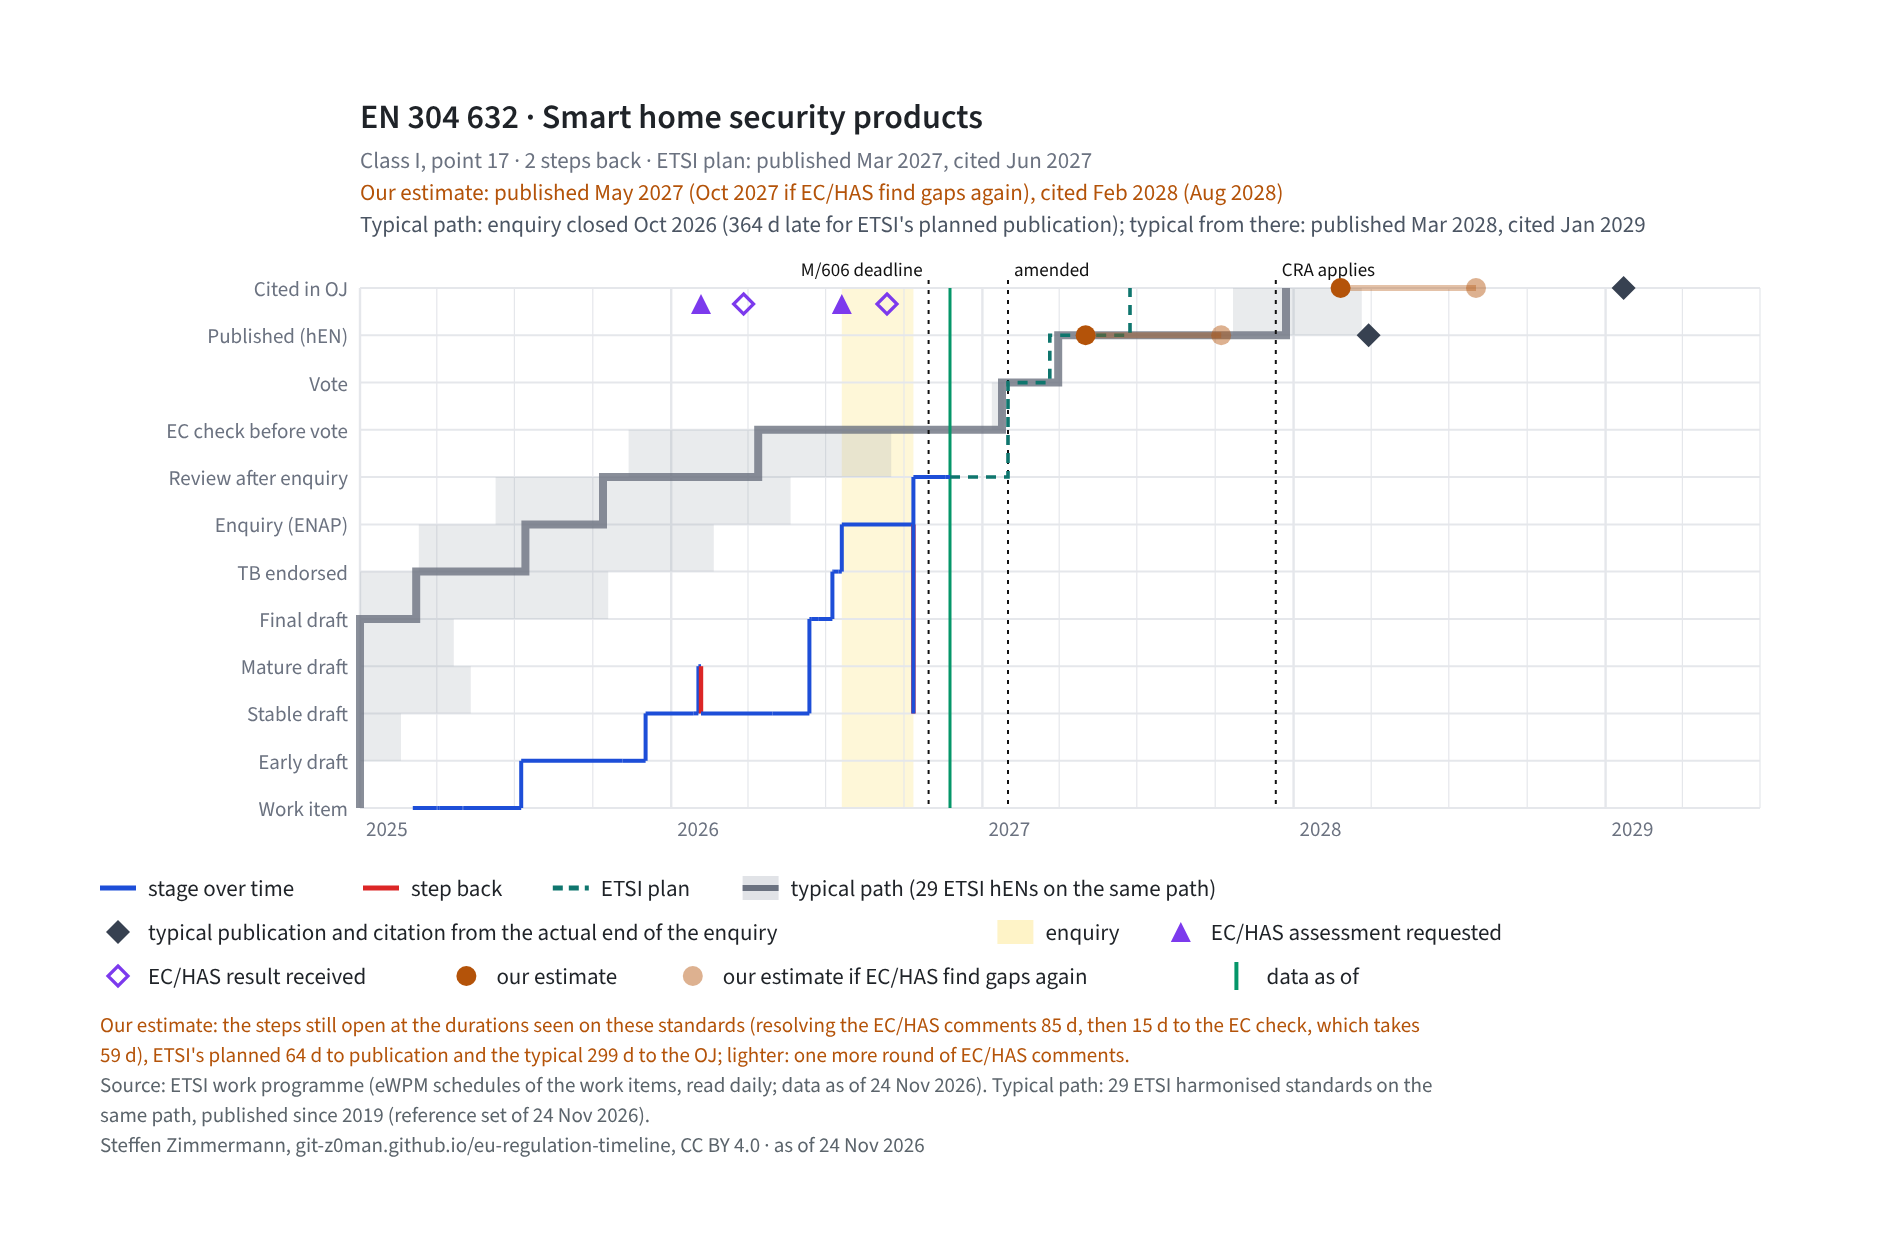 EN 304 632 · Smart home security products
Class I, point 17 · 2 steps back · ETSI plan: published Mar 2027, cited Jun 2027
Our estimate: published May 2027 (Oct 2027 if EC/HAS find gaps again), cited Feb 2028 (Aug 2028)
Typical path: enquiry closed Oct 2026 (364 d late for ETSI's planned publication); typical from there: published Mar 2028, cited Jan 2029
M/606 deadline
amended
CRA applies
Cited in OJ
Published (hEN)
Vote
EC check before vote
Review after enquiry
Enquiry (ENAP)
TB endorsed
Final draft
Mature draft
Stable draft
Early draft
Work item
2025
2026
2027
2028
2029
stage over time
step back
ETSI plan
typical path (29 ETSI hENs on the same path)
typical publication and citation from the actual end of the enquiry
enquiry
EC/HAS assessment requested
EC/HAS result received
our estimate
our estimate if EC/HAS find gaps again
data as of
Our estimate: the steps still open at the durations seen on these standards (resolving the EC/HAS comments 85 d, then 15 d to the EC check, which takes
59 d), ETSI's planned 64 d to publication and the typical 299 d to the OJ; lighter: one more round of EC/HAS comments.
Source: ETSI work programme (eWPM schedules of the work items, read daily; data as of 24 Nov 2026). Typical path: 29 ETSI harmonised standards on the
same path, published since 2019 (reference set of 24 Nov 2026).
Steffen Zimmermann, git-z0man.github.io/eu-regulation-timeline, CC BY 4.0 · as of 24 Nov 2026